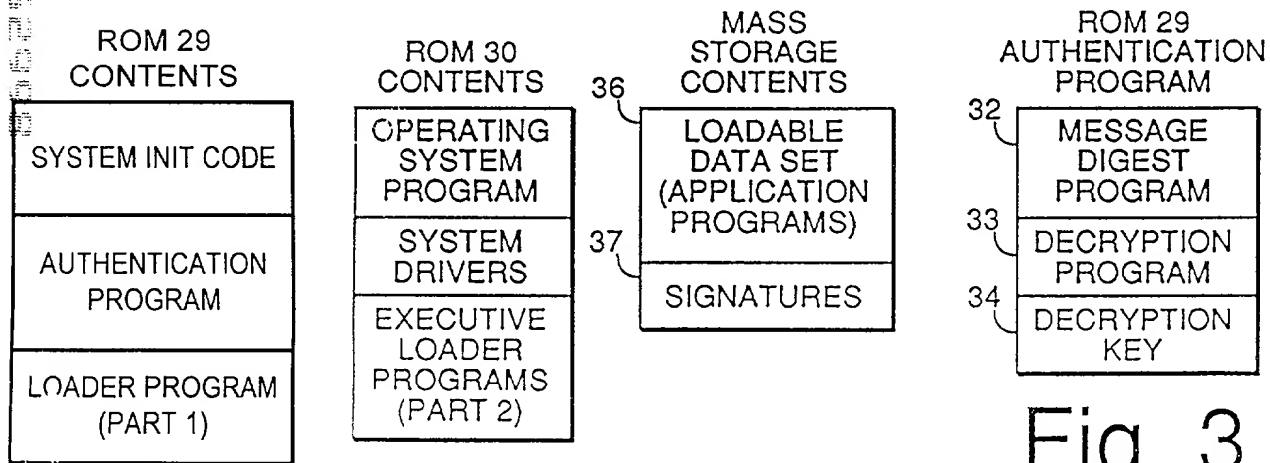 ROM 29
CONTENTS
SYSTEM INIT CODE
AUTHENTICATION
PROGRAM
LOADER PROGRAM
(PART 1)
ROM 30
CONTENTS
OPERATING
SYSTEM
PROGRAM
SYSTEM
DRIVERS
EXECUTIVE
LOADER
PROGRAMS
(PART 2)
MASS
STORAGE
CONTENTS
36
LOADABLE
DATA SET
(APPLICATION
PROGRAMS)
37
SIGNATURES
ROM 29
AUTHENTICATION
PROGRAM
32
MESSAGE
DIGEST
PROGRAM
33
DECRYPTION
PROGRAM
34
DECRYPTION
KEY
Fig. 3